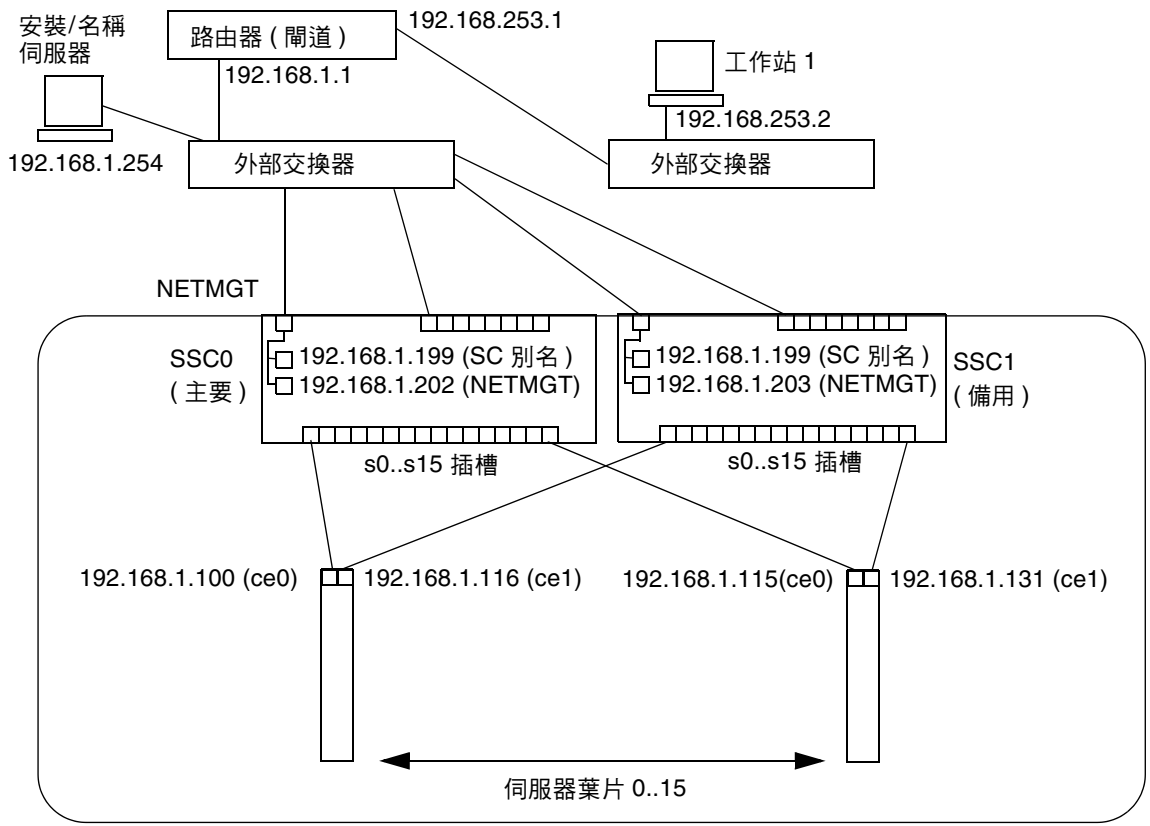 安裝/名稱
伺服器
路由器 ( 閘道 )
192.168.253.1
192.168.1.1
工作站 1
192.168.253.2
192.168.1.254
外部交換器
外部交換器
NETMGT
SSC0
( 主要 )
192.168.1.199 (SC 別名 )
192.168.1.202 (NETMGT)
192.168.1.199 (SC 別名 )
192.168.1.203 (NETMGT)
SSC1
( 備用 )
s0..s15 插槽
s0..s15 插槽
192.168.1.100 (ce0)
192.168.1.116 (ce1)
192.168.1.115(ce0)
192.168.1.131 (ce1)
伺服器葉片 0..15